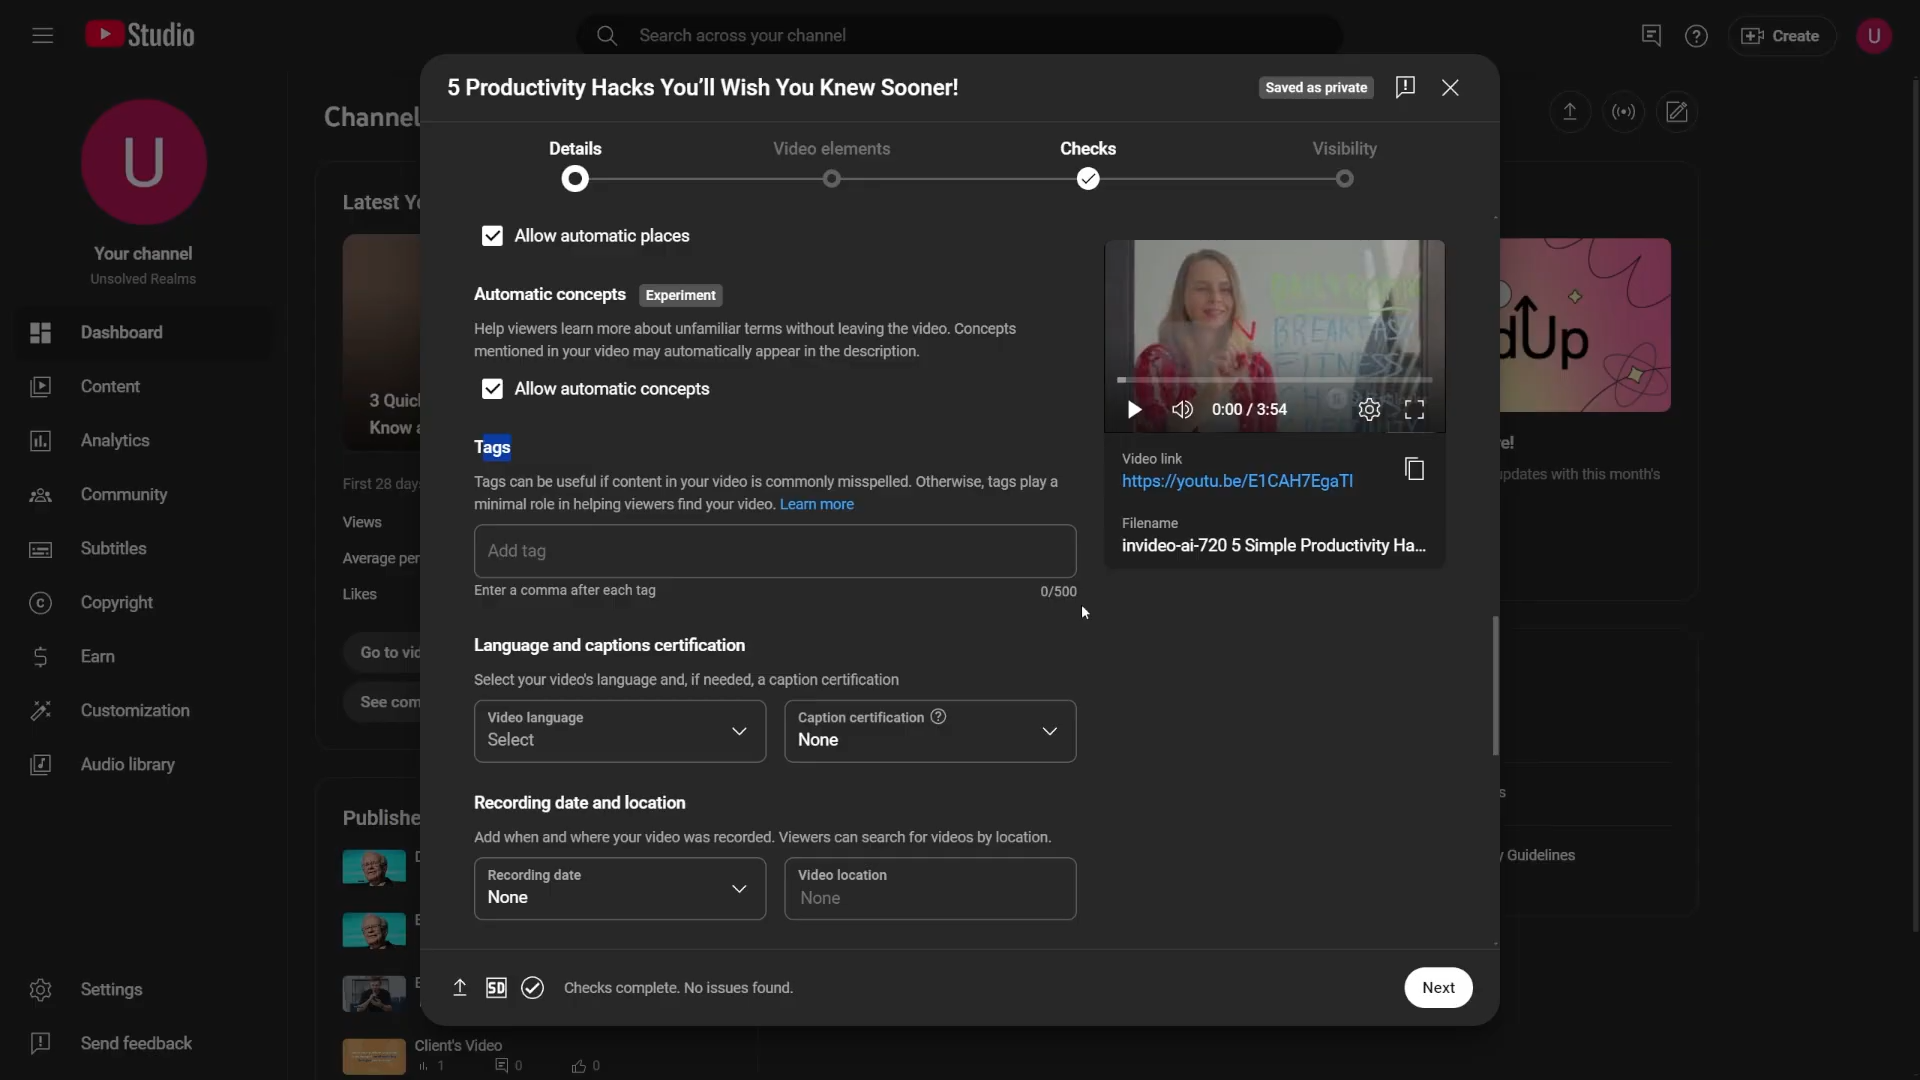 Studio
Search across your channel
Create
U
5 Productivity Hacks You'll Wish You Knew Sooner!
Saved as private
Details
Video elements
Checks
Visibility
U
Your channel
Unsolved Realms
Dashboard
Content
Analytics
Community
Subtitles
Copyright
Earn
Customization
Audio library
Settings
Send feedback
Channel
Latest
3
Know
First 28
Views
Average
Likes
Go to
See
Client's Video
1
0
0
Allow automatic places
Automatic concepts
Experiment
Help viewers learn more about unfamiliar terms without leaving the video. Concepts
mentioned in your video may automatically appear in the description.
Allow automatic concepts
Tags
Tags can be useful if content in your video is commonly misspelled. Otherwise, tags play a
minimal role in helping viewers find your video. Learn more
Add tag
Enter a comma after each tag
0/500
Language and captions certification
Select your video's language and, if needed, a caption certification
Video language
Select
Caption certification
None
Recording date and location
Add when and where your video was recorded. Viewers can search for videos by location.
Recording date
None
Video location
None
BREAKFAST
FITNESS
0:00 / 3:54
Video link
https://youtu.be/E1CAH7EgaTI
Filename
invideo-ai-720 5 Simple Productivity Ha...
dUp
e!
updates with this month's
s
y Guidelines
SD
Checks complete. No issues found.
Next